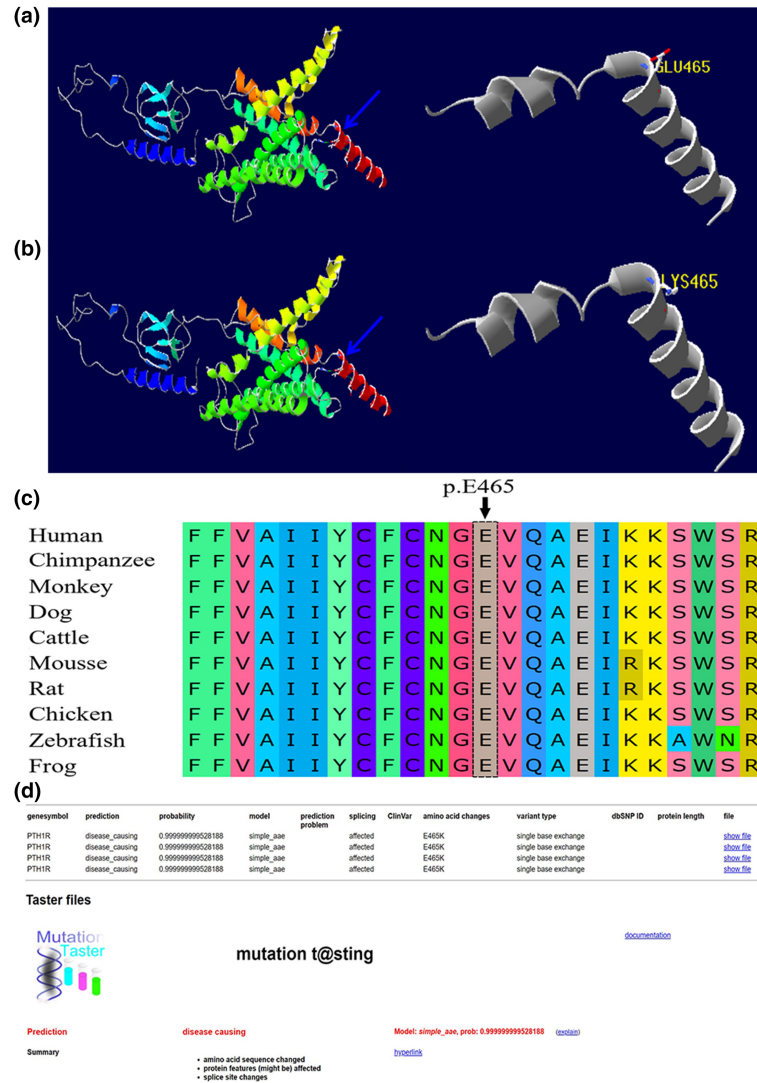 (a)
GLU465
(b)
LYS465
(c)
p.E465
Human F F V A I I Y C F C N G E V Q A E I K K S W S R
Chimpanzee F F V A I I Y C F C N G E V Q A E I K K S W S R
Monkey F F V A I I Y C F C N G E V Q A E I K K S W S R
Dog F F V A I I Y C F C N G E V Q A E I K K S W S R
Cattle F F V A I I Y C F C N G E V Q A E I K K S W S R
Mousse F F V A I I Y C F C N G E V Q A E I R K S W S R
Rat F F V A I I Y C F C N G E V Q A E I R K S W S R
Chicken F F V A I I Y C F C N G E V Q A E I K K S W S R
Zebrafish F F V A I I Y C F C N G E V Q A E I K K A W N R
Frog F F V A I I Y C F C N G E V Q A E I K K S W S R
(d)
genesymbol prediction probability model prediction problem splicing ClinVar amino acid changes variant type dbSNP ID protein length file
PTH1R disease_causing 0.999999999528188 simple_aae affected E465K single base exchange show file
PTH1R disease_causing 0.999999999528188 simple_aae affected E465K single base exchange show file
PTH1R disease_causing 0.999999999528188 simple_aae affected E465K single base exchange show file
PTH1R disease_causing 0.999999999528188 simple_aae affected E465K single base exchange show file
Taster files
Mutation
Taster
mutation t@sting
documentation
Prediction disease causing Model: simple_aae, prob: 0.999999999528188 (explain)
Summary hyperlink
• amino acid sequence changed
• protein features (might be) affected
• splice site changes